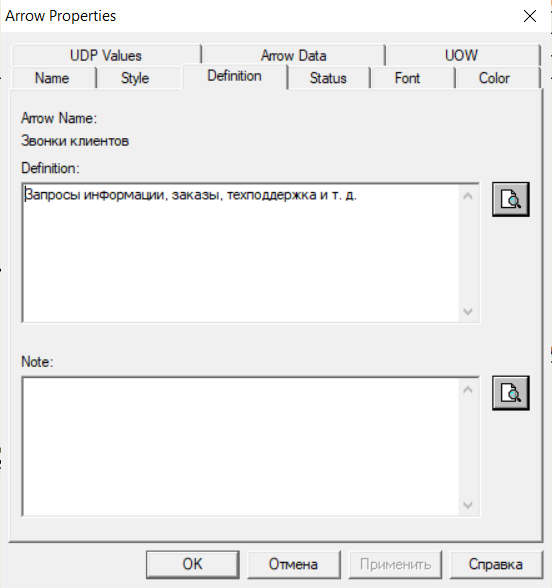 Arrow Properties
UDP Values
Arrow Data
UOW
Name
Style
Definition
Status
Font
Color
Arrow Name:
Звонки клиентов
Definition:
Запросы информации, заказы, техподдержка и т. д.
Note:
OK
Отмена
Применить
Справка